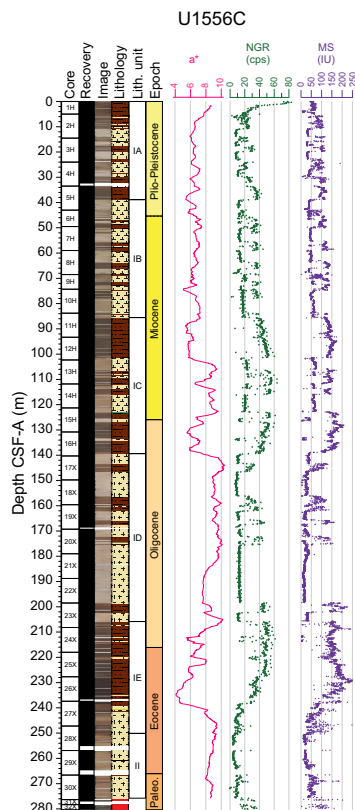 U1556C
Core
Recovery
Image
Lithology
Lith. unit
Epoch
a*
NGR
(cps)
MS
(IU)
4
6
8
10
0
20
40
60
80
0
50
100
150
200
250
Depth CSF-A (m)
0
10
20
30
40
50
60
70
80
90
100
110
120
130
140
150
160
170
180
190
200
210
220
230
240
250
260
270
280
1H
2H
3H
4H
5H
6H
7H
8H
9H
10H
11H
12H
13H
14H
15H
16H
17X
18X
19X
20X
21X
22X
23X
24X
25X
26X
27X
28X
29X
30X
IA
IB
IC
ID
IE
II
Plio-Pleistocene
Miocene
Oligocene
Eocene
Paleo.